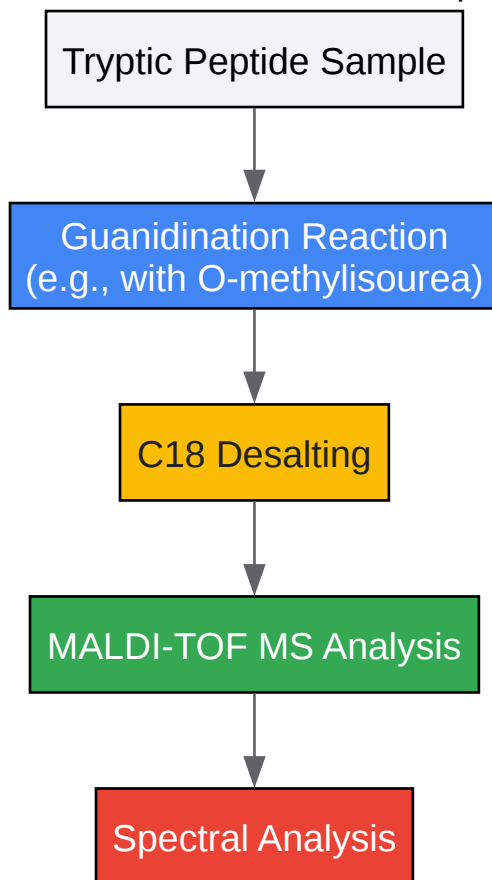 Tryptic Peptide Sample
Guanidination Reaction
(e.g., with O-methylisourea)
C18 Desalting
MALDI-TOF MS Analysis
Spectral Analysis